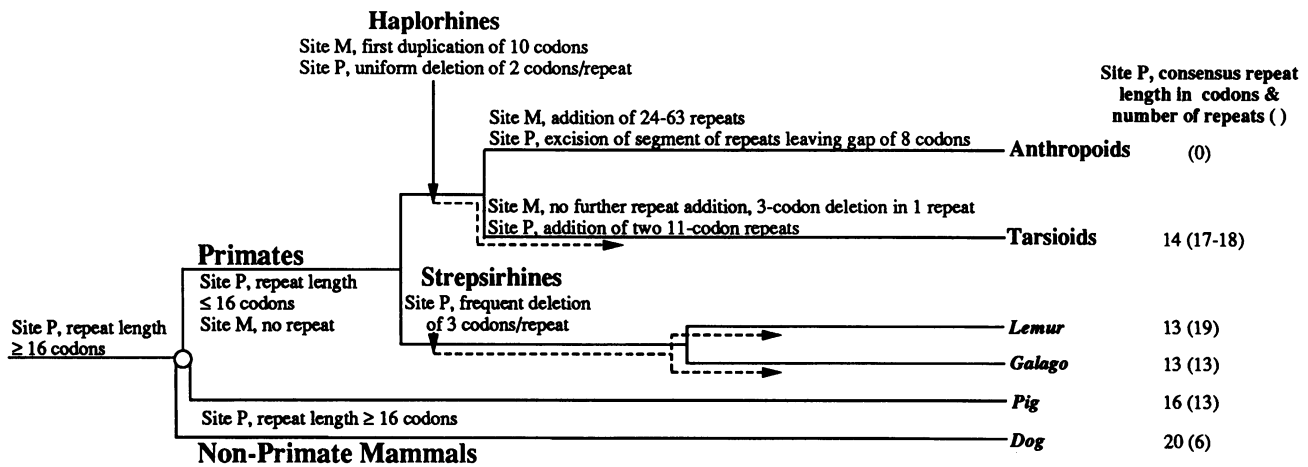 Haplorhines
Site M, first duplication of 10 codons
Site P, uniform deletion of 2 codons/repeat
Site P, consensus repeat
length in codons &
number of repeats ( )
Site M, addition of 24-63 repeats
Site P, excision of segment of repeats leaving gap of 8 codons
Anthropoids (0)
Site M, no further repeat addition, 3-codon deletion in 1 repeat
Site P, addition of two 11-codon repeats
Tarsioids 14 (17-18)
Primates
Site P, repeat length
≤ 16 codons
Site M, no repeat
Strepsirhines
Site P, frequent deletion
of 3 codons/repeat
Site P, repeat length
≥ 16 codons
Lemur 13 (19)
Galago 13 (13)
Pig 16 (13)
Site P, repeat length ≥ 16 codons
Dog 20 (6)
Non-Primate Mammals